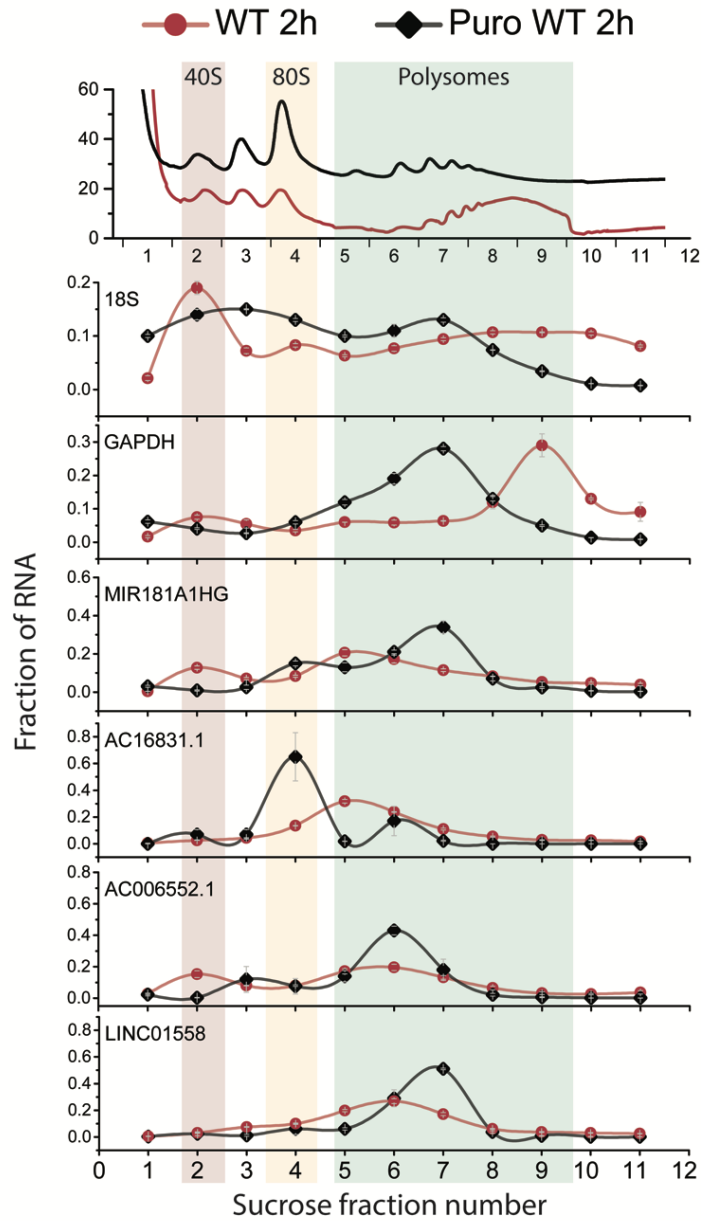 WT 2h Puro WT 2h
40S 80S Polysomes
60
40
20
0
1 2 3 4 5 6 7 8 9 10 11 12
18S
0.2
0.1
0.0
GAPDH
0.3
0.2
0.1
0.0
MIR181A1HG
0.6
0.4
0.2
0.0
AC16831.1
0.8
0.6
0.4
0.2
0.0
AC006552.1
0.8
0.6
0.4
0.2
0.0
LINC01558
0.8
0.6
0.4
0.2
0.0
0 1 2 3 4 5 6 7 8 9 10 11 12
Fraction of RNA
Sucrose fraction number